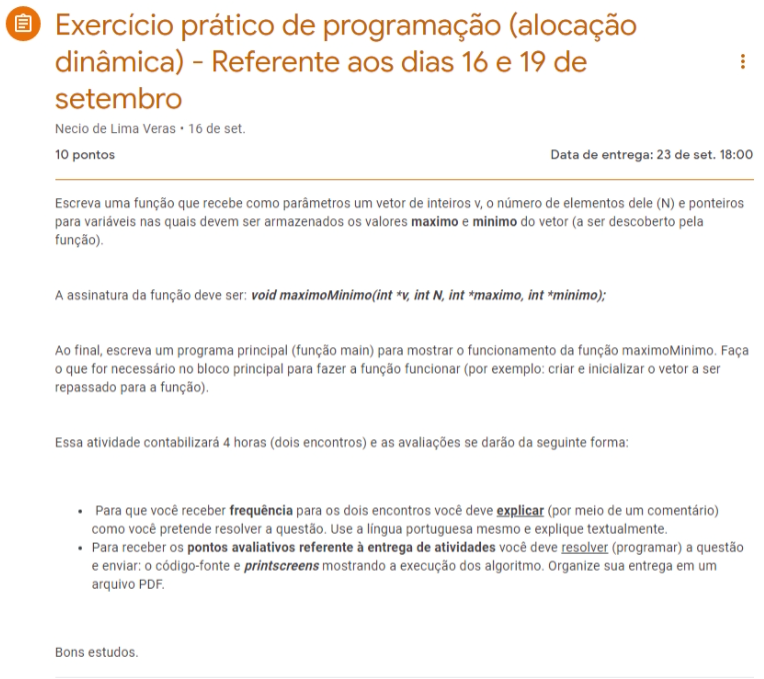 Exercício prático de programação (alocação
dinâmica) - Referente aos dias 16 e 19 de
setembro
Necio de Lima Veras • 16 de set.
10 pontos
Data de entrega: 23 de set. 18:00
Escreva uma função que recebe como parâmetros um vetor de inteiros v, o número de elementos dele (N) e ponteiros
para variáveis nas quais devem ser armazenados os valores maximo e minimo do vetor (a ser descoberto pela
função).
A assinatura da função deve ser: void maximoMinimo(int *v, int N, int *maximo, int *minimo);
Ao final, escreva um programa principal (função main) para mostrar o funcionamento da função maximoMinimo. Faça
o que for necessário no bloco principal para fazer a função funcionar (por exemplo: criar e inicializar o vetor a ser
repassado para a função).
Essa atividade contabilizará 4 horas (dois encontros) e as avaliações se darão da seguinte forma:
• Para que você receber frequência para os dois encontros você deve explicar (por meio de um comentário)
como você pretende resolver a questão. Use a língua portuguesa mesmo e explique textualmente.
• Para receber os pontos avaliativos referente à entrega de atividades você deve resolver (programar) a questão
e enviar: o código-fonte e printscreens mostrando a execução dos algoritmo. Organize sua entrega em um
arquivo PDF.
Bons estudos.